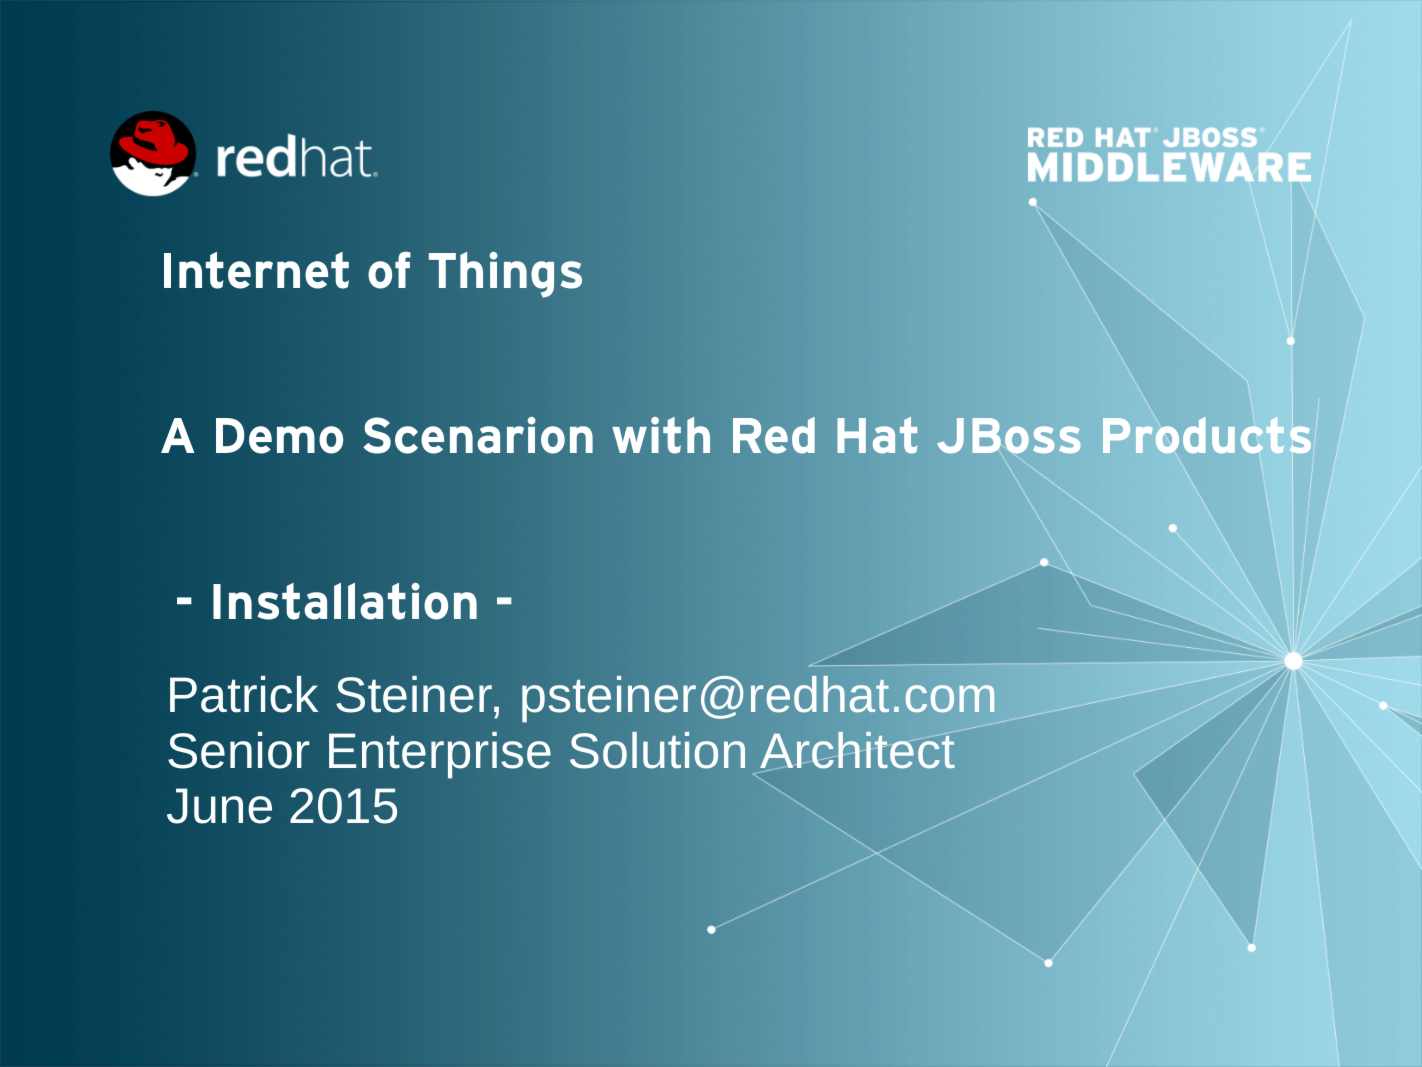 redhat.
RED HAT® JBOSS®
MIDDLEWARE
Internet of Things
A Demo Scenarion with Red Hat JBoss Products
- Installation -
Patrick Steiner, psteiner@redhat.com
Senior Enterprise Solution Architect
June 2015